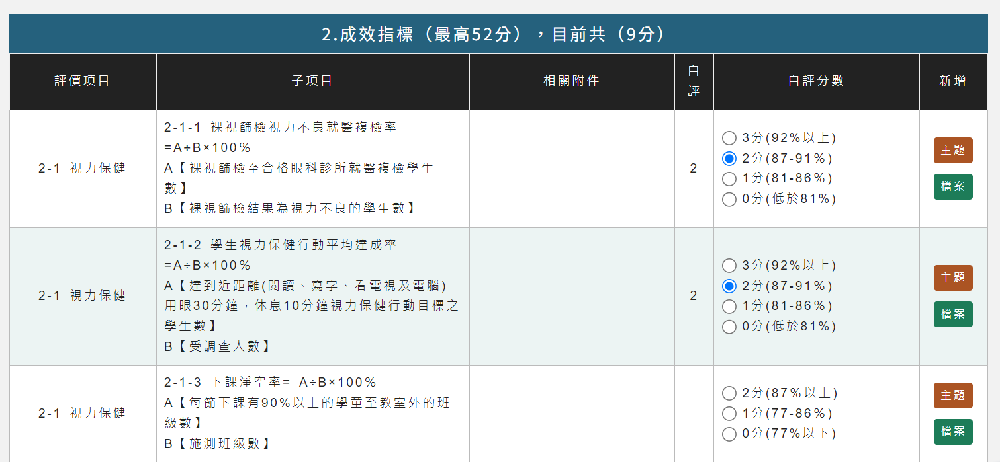 2.成效指標（最高52分），目前共（9分）
評價項目
子項目
相關附件
自
評
自評分數
新增
2-1 視力保健
2-1-1 裸視篩檢視力不良就醫複檢率
=A÷B×100%
A【裸視篩檢至合格眼科診所就醫複檢學生
數】
B【裸視篩檢結果為視力不良的學生數】
2
3分(92%以上)
2分(87-91%)
1分(81-86%)
0分(低於81%)
主題
檔案
2-1 視力保健
2-1-2 學生視力保健行動平均達成率
=A÷B×100%
A【達到近距離(閱讀、寫字、看電視及電腦)
用眼30分鐘，休息10分鐘視力保健行動目標之
學生數】
B【受調查人數】
2
3分(92%以上)
2分(87-91%)
1分(81-86%)
0分(低於81%)
主題
檔案
2-1 視力保健
2-1-3 下課淨空率= A÷B×100%
A【每節下課有90%以上的學童至教室外的班
級數】
B【施測班級數】
2分(87%以上)
1分(77-86%)
0分(77%以下)
主題
檔案